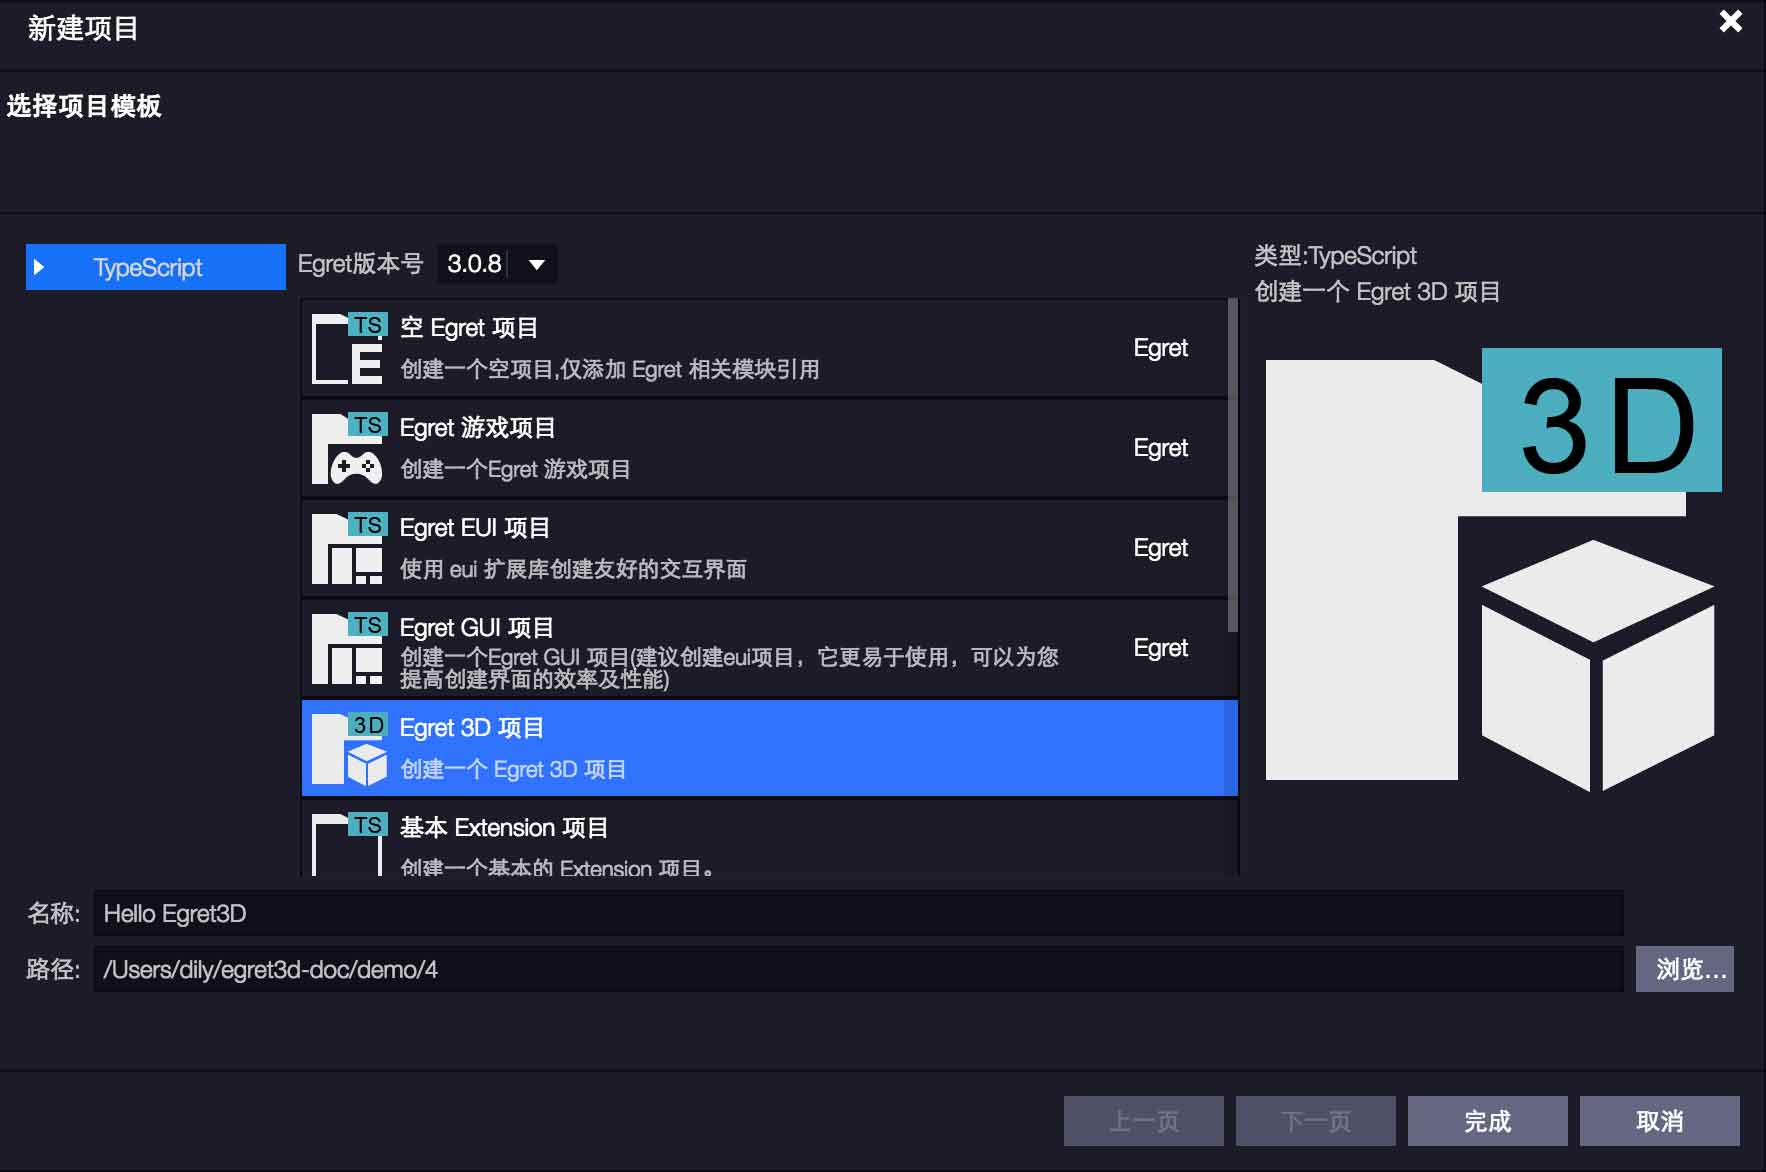 新建项目
选择项目模板
TypeScript
Egret版本号 3.0.8
TS
空 Egret 项目
E
创建一个空项目,仅添加 Egret 相关模块引用
Egret
TS
Egret 游戏项目
创建一个Egret 游戏项目
Egret
TS
Egret EUI 项目
使用 eui 扩展库创建友好的交互界面
Egret
TS
Egret GUI 项目
创建一个Egret GUI 项目(建议创建eui项目，它更易于使用，可以为您
提高创建界面的效率及性能)
Egret
3D
Egret 3D 项目
创建一个 Egret 3D 项目
TS
基本 Extension 项目
创建一个基本的 Extension 项目。
类型:TypeScript
创建一个 Egret 3D 项目
3D
名称: Hello Egret3D
路径: /Users/dily/egret3d-doc/demo/4
浏览...
上一页 下一页 完成 取消